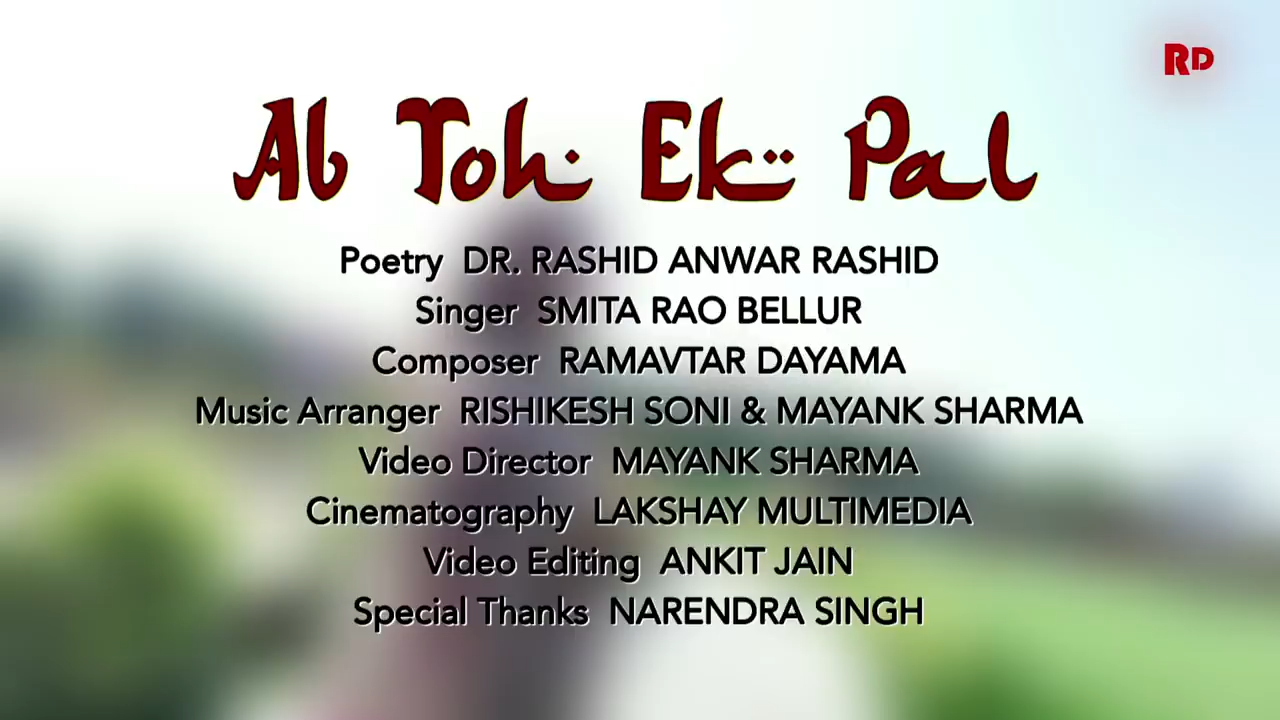 RD
Ab Toh Ek Pal
Poetry DR. RASHID ANWAR RASHID
Singer SMITA RAO BELLUR
Composer RAMAVTAR DAYAMA
Music Arranger RISHIKESH SONI & MAYANK SHARMA
Video Director MAYANK SHARMA
Cinematography LAKSHAY MULTIMEDIA
Video Editing ANKIT JAIN
Special Thanks NARENDRA SINGH